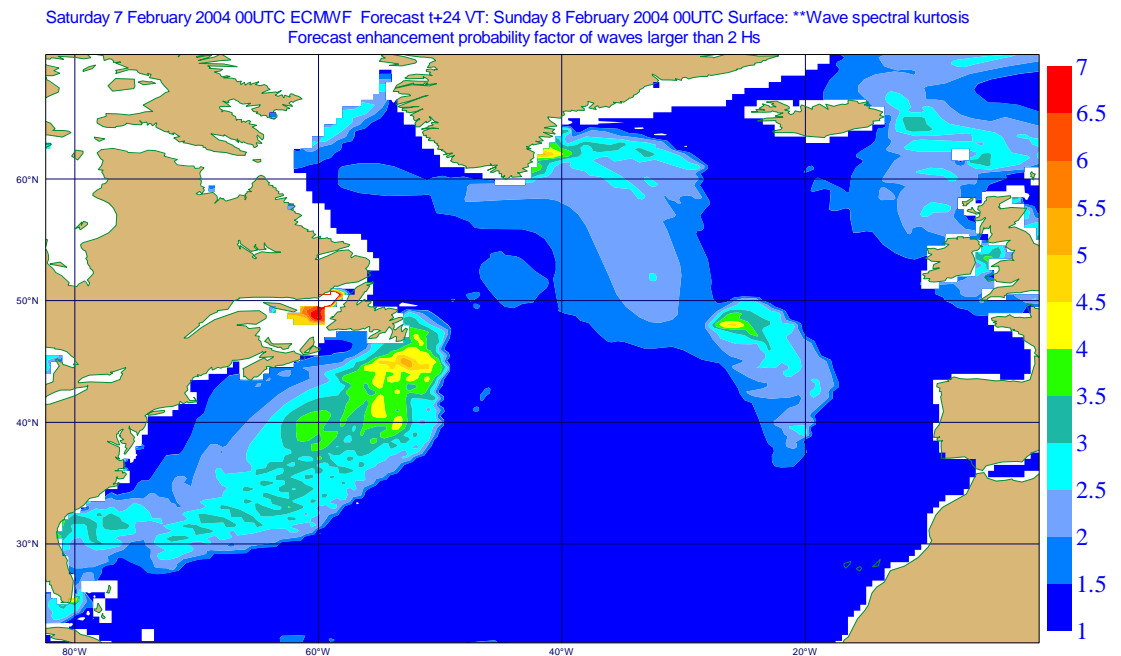 Saturday 7 February 2004 00UTC ECMWF Forecast t+24 VT: Sunday 8 February 2004 00UTC Surface: **Wave spectral kurtosis
Forecast enhancement probability factor of waves larger than 2 Hs
7
6.5
6
5.5
5
4.5
4
3.5
3
2.5
2
1.5
1
60°N
50°N
40°N
30°N
80°W
60°W
40°W
20°W